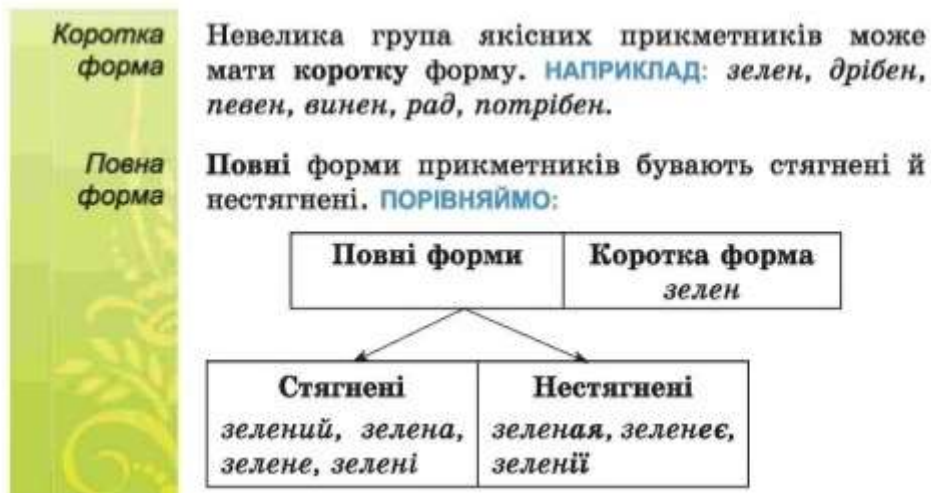 Коротка
форма
Невелика група якісних прикметників може
мати коротку форму. НАПРИКЛАД: зелен, дрібен,
певен, винен, рад, потрібен.
Повна
форма
Повні форми прикметників бувають стягнені й
нестягнені. ПОРІВНЯЙМО:
Повні форми
Коротка форма
зелен
Стягнені
зелений, зелена,
зелене, зелені
Нестягнені
зеленая, зеленеє,
зеленії